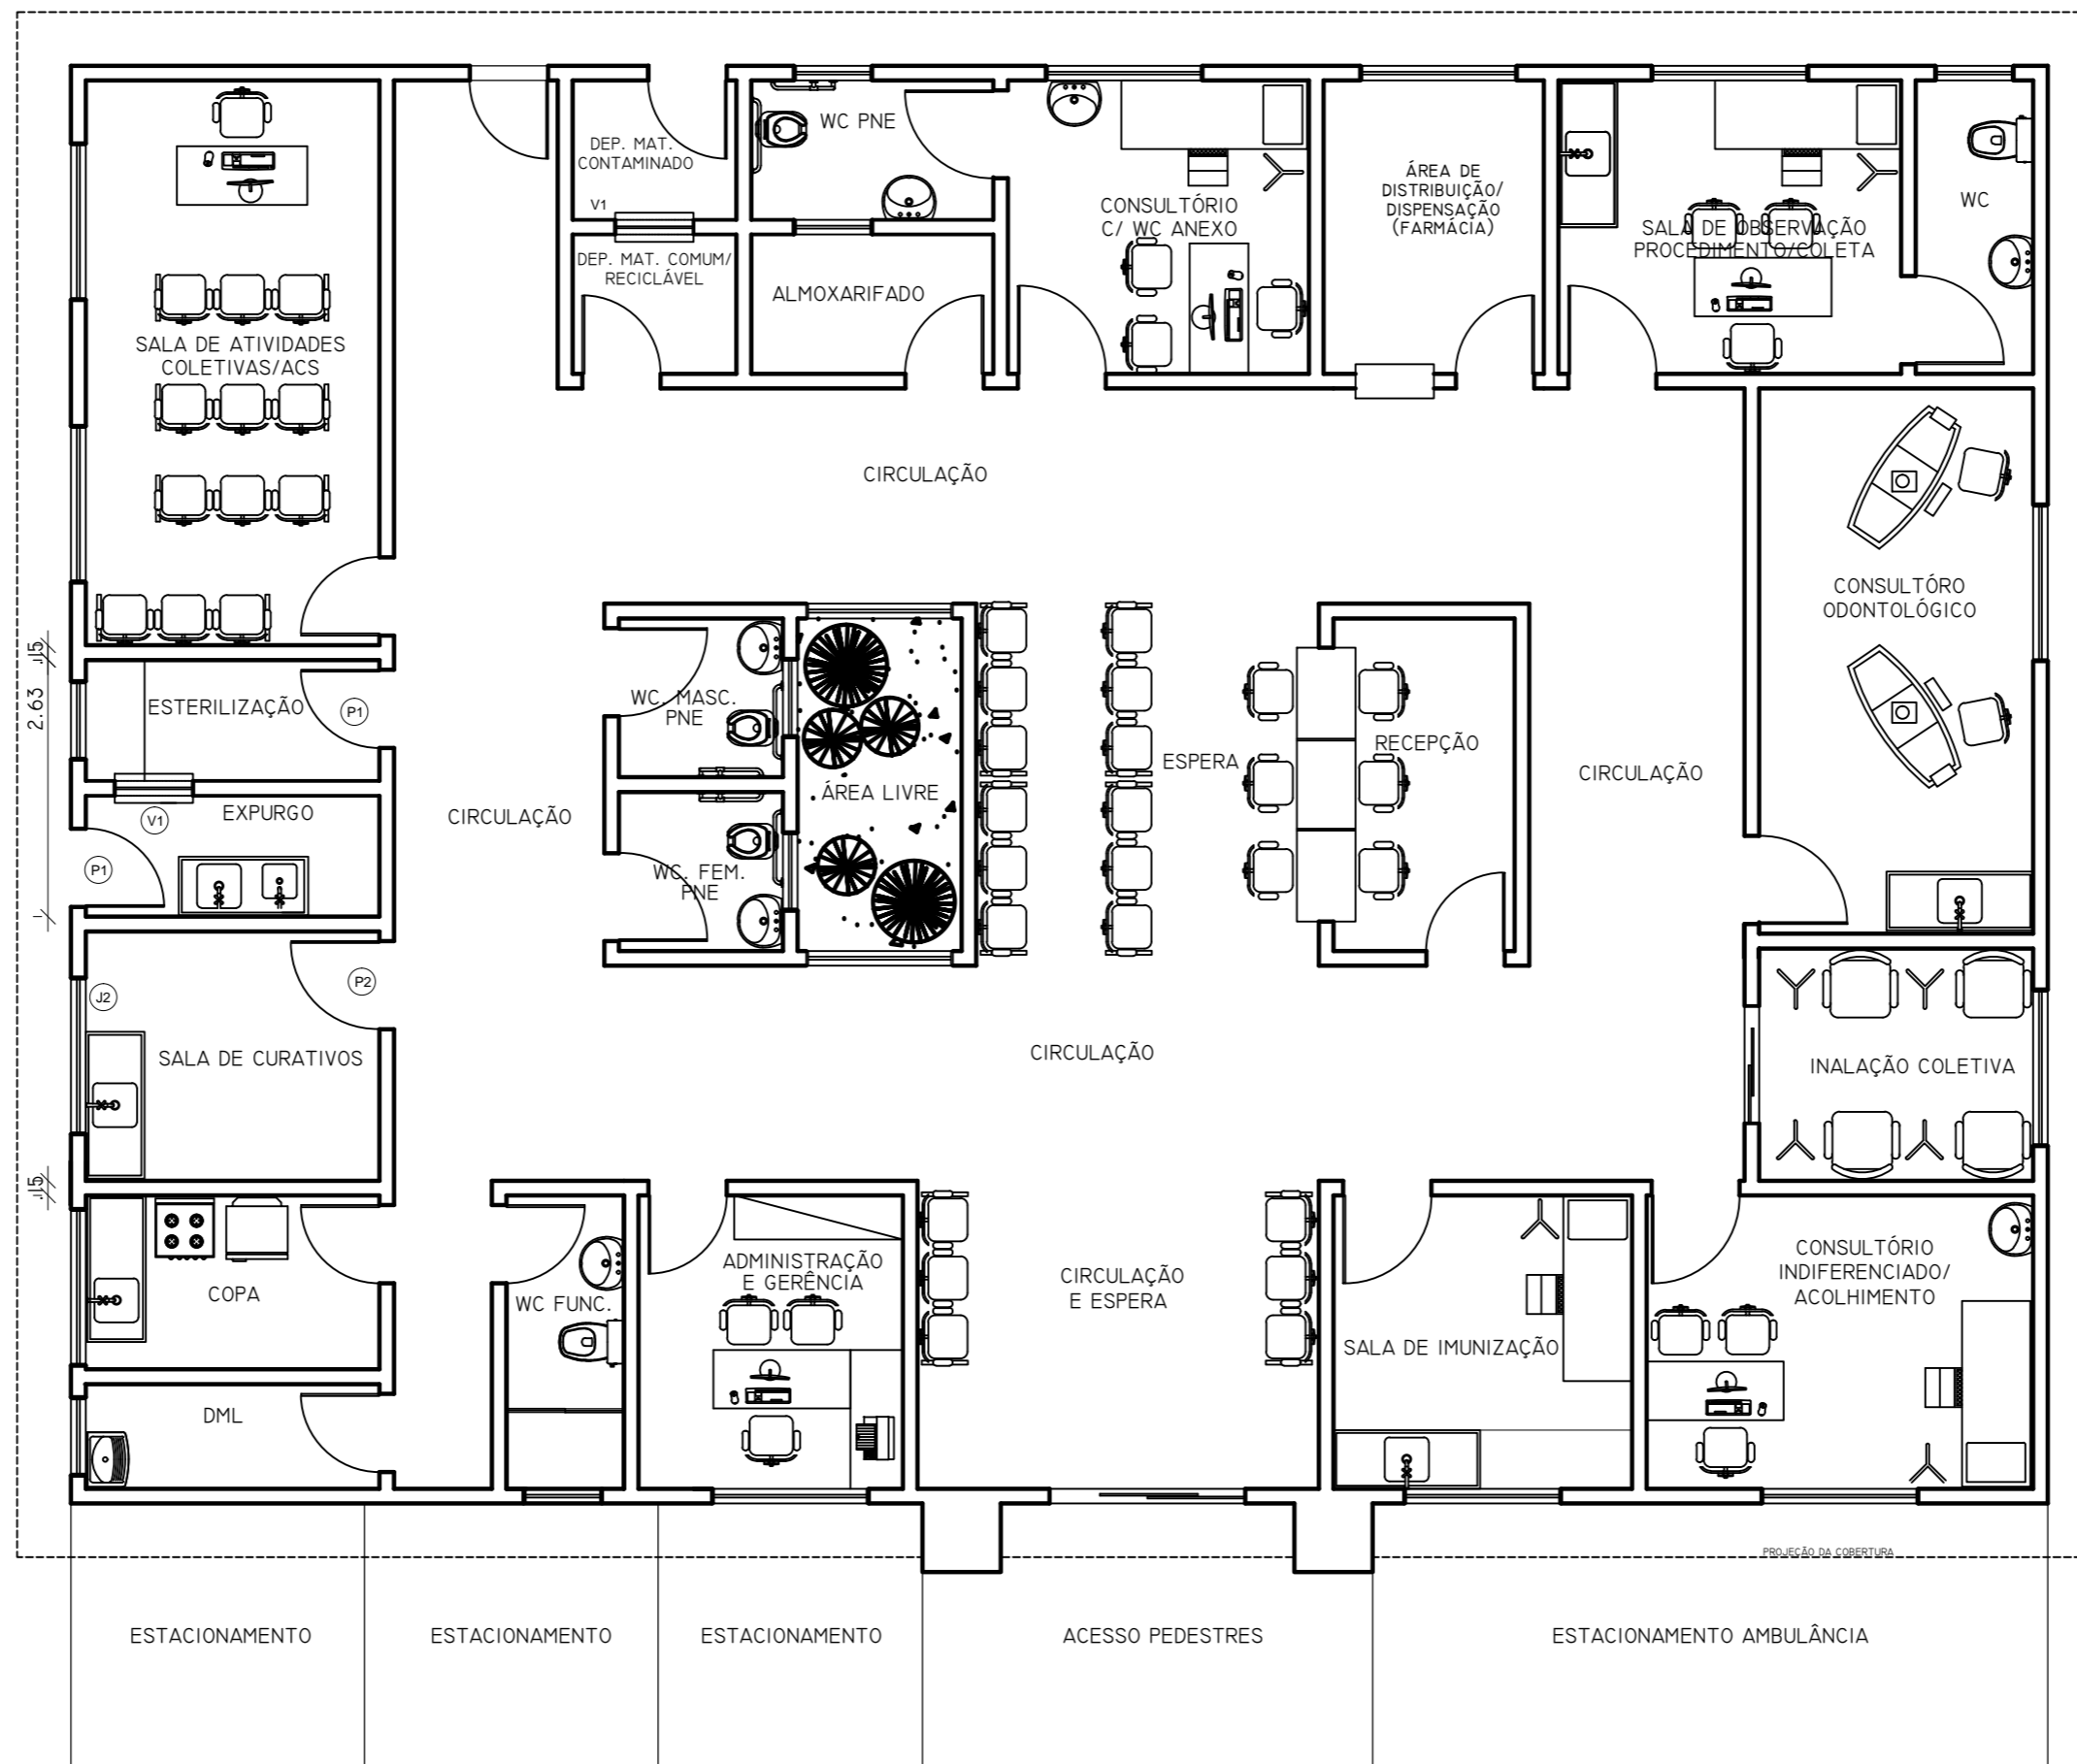 DEP. MAT.
CONTAMINADO
V1
WC PNE
CONSULTÓRIO
C/ WC ANEXO
ÁREA DE
DISTRIBUIÇÃO/
DISPENSAÇÃO
(FARMÁCIA)
SALA DE OBSERVAÇÃO
PROCEDIMENTO/COLETA
WC
DEP. MAT. COMUM/
RECICLÁVEL
ALMOXARIFADO
SALA DE ATIVIDADES
COLETIVAS/ACS
CIRCULAÇÃO
CONSULTÓRO
ODONTOLÓGICO
.15
2.63
ESTERILIZAÇÃO
P1
WC. MASC.
PNE
ÁREA LIVRE
ESPERA
RECEPÇÃO
CIRCULAÇÃO
V1
EXPURGO
P1
CIRCULAÇÃO
WC. FEM.
PNE
P2
J2
SALA DE CURATIVOS
CIRCULAÇÃO
INALAÇÃO COLETIVA
.15
COPA
WC FUNC.
ADMINISTRAÇÃO
E GERÊNCIA
CIRCULAÇÃO
E ESPERA
SALA DE IMUNIZAÇÃO
CONSULTÓRIO
INDIFERENCIADO/
ACOLHIMENTO
DML
PROJEÇÃO DA COBERTURA
ESTACIONAMENTO
ESTACIONAMENTO
ESTACIONAMENTO
ACESSO PEDESTRES
ESTACIONAMENTO AMBULÂNCIA